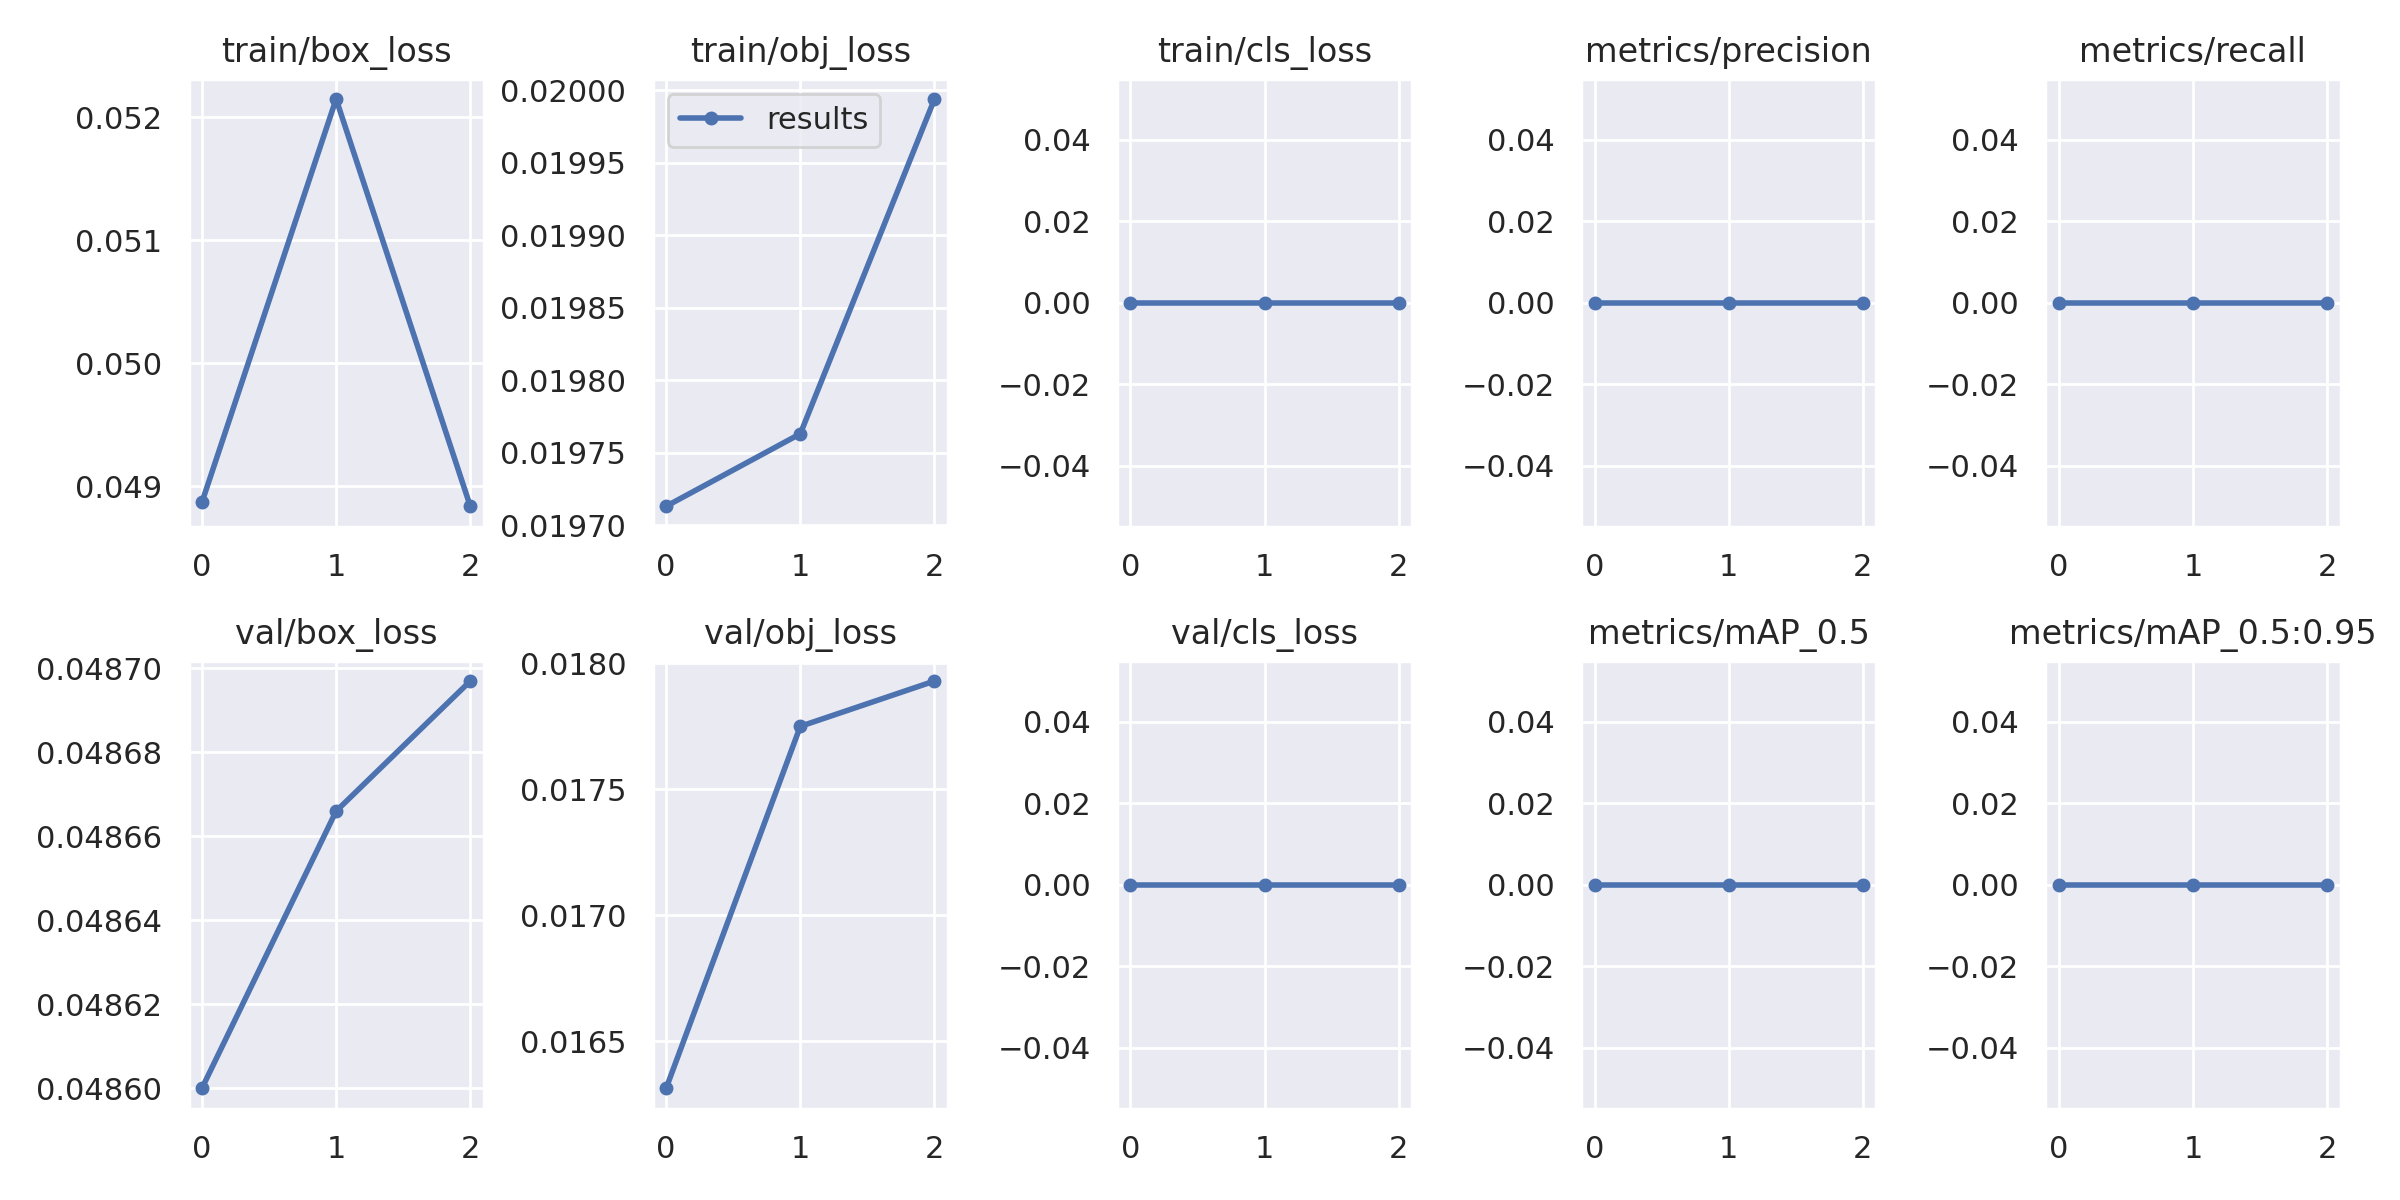 train/box_loss
0.052
0.051
0.050
0.049
0 1 2
train/obj_loss
results
0.02000
0.01995
0.01990
0.01985
0.01980
0.01975
0.01970
0 1 2
train/cls_loss
0.04
0.02
0.00
−0.02
−0.04
0 1 2
metrics/precision
0.04
0.02
0.00
−0.02
−0.04
0 1 2
metrics/recall
0.04
0.02
0.00
−0.02
−0.04
0 1 2
val/box_loss
0.04870
0.04868
0.04866
0.04864
0.04862
0.04860
0 1 2
val/obj_loss
0.0180
0.0175
0.0170
0.0165
0 1 2
val/cls_loss
0.04
0.02
0.00
−0.02
−0.04
0 1 2
metrics/mAP_0.5
0.04
0.02
0.00
−0.02
−0.04
0 1 2
metrics/mAP_0.5:0.95
0.04
0.02
0.00
−0.02
−0.04
0 1 2